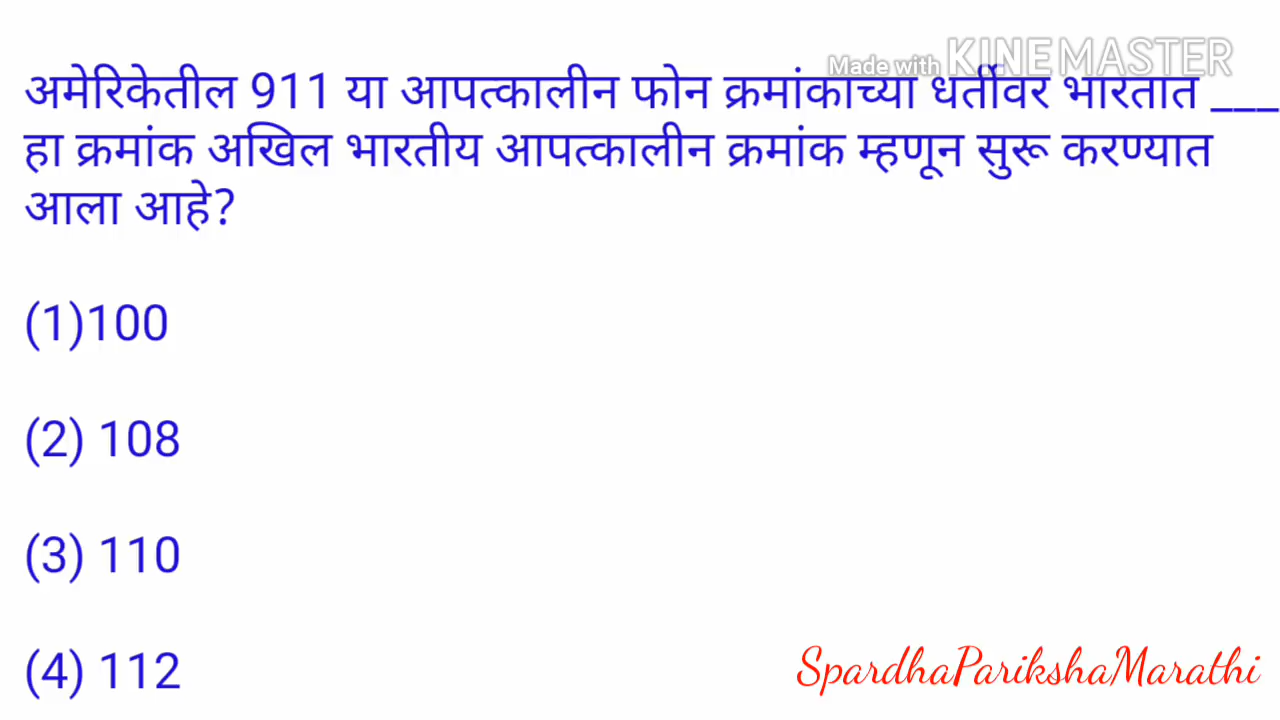 Made with KINEMASTER
अमेरिकेतील 911 या आपत्कालीन फोन क्रमांकाच्या धर्तीवर भारतात ___
हा क्रमांक अखिल भारतीय आपत्कालीन क्रमांक म्हणून सुरू करण्यात
आला आहे?
(1)100
(2) 108
(3) 110
(4) 112
SpardhaParikshaMarathi